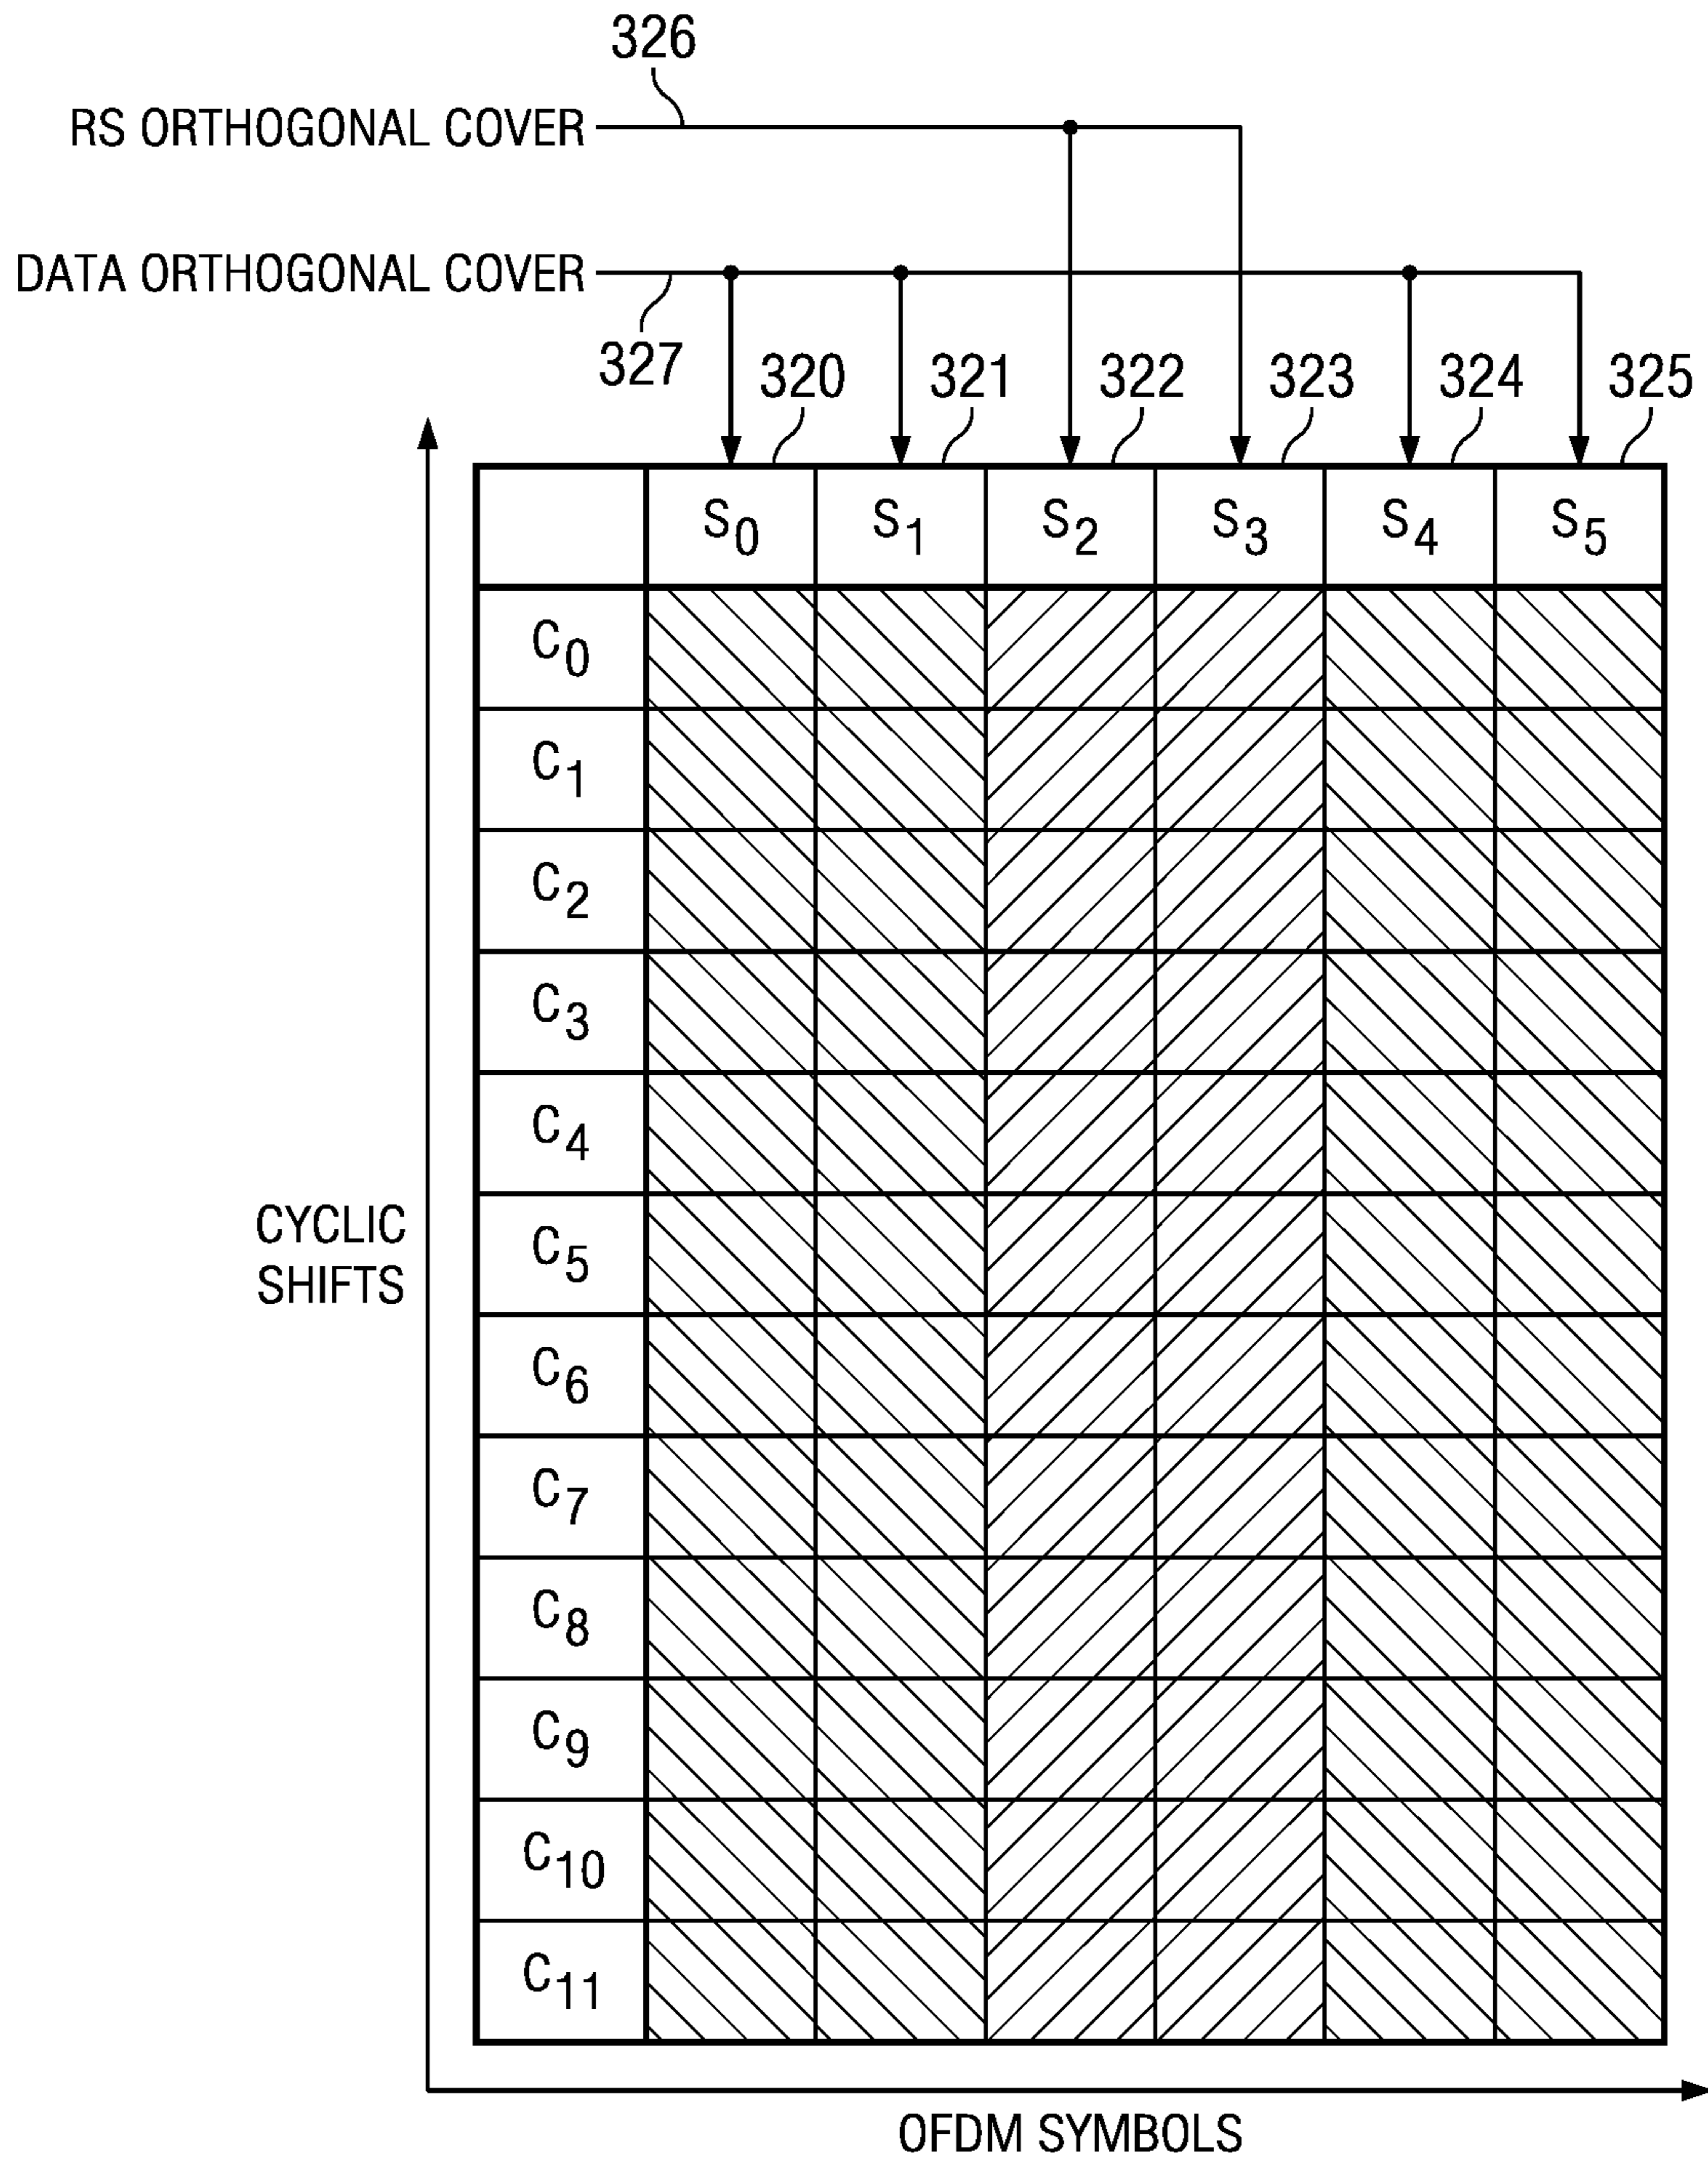 326
RS ORTHOGONAL COVER
DATA ORTHOGONAL COVER
327 320 321 322 323 324 325
S0 S1 S2 S3 S4 S5
C0
C1
C2
C3
C4
CYCLIC
SHIFTS
C5
C6
C7
C8
C9
C10
C11
OFDM SYMBOLS